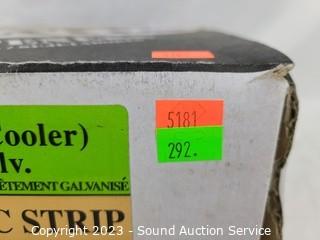 5181
292.
Cooler)
lv.
ÊTEMENT GALVANISÉ
C STRIP
Copyright 2023 - Sound Auction Service